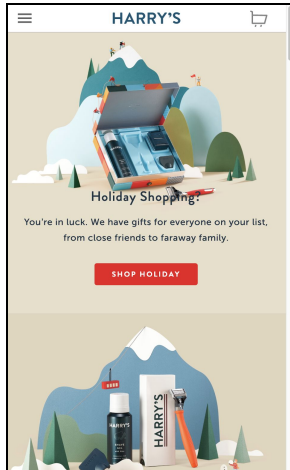 HARRY'S
Holiday Shopping?
You're in luck. We have gifts for everyone on your list,
from close friends to faraway family.
SHOP HOLIDAY
HARRY'S
HARRY'S